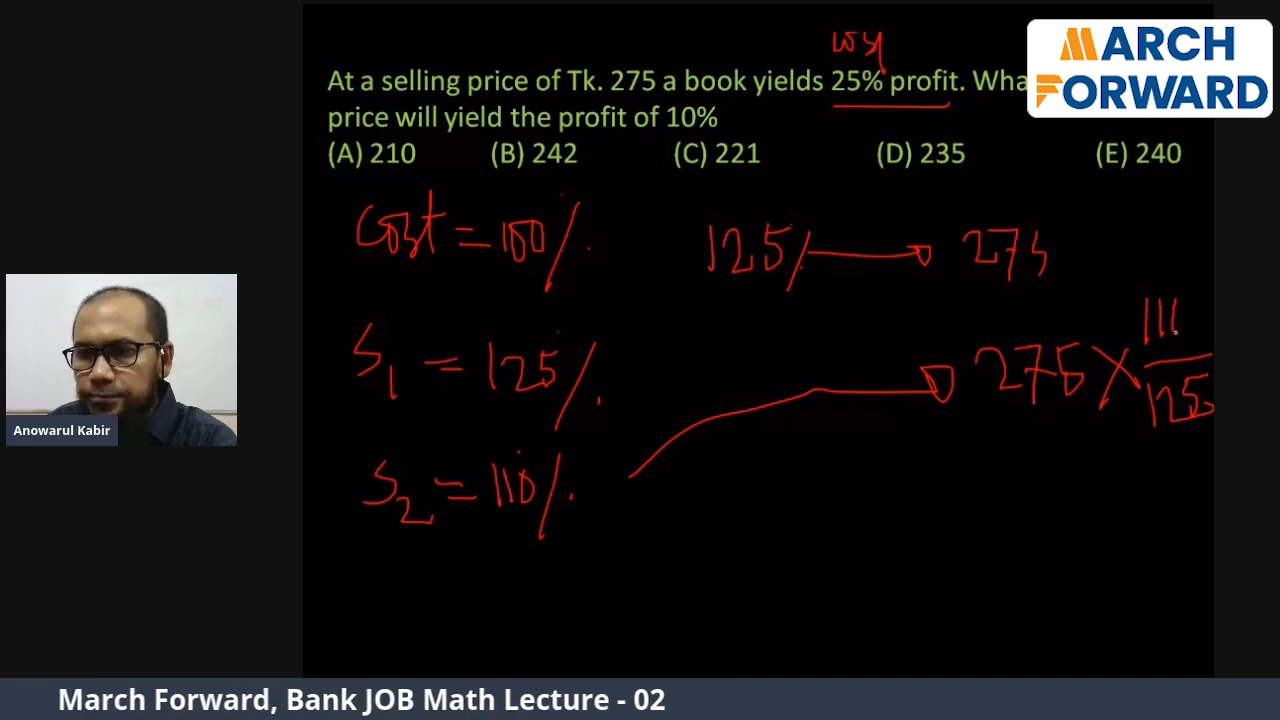 MARCH
FORWARD
At a selling price of Tk. 275 a book yields 25% profit. Wha
price will yield the profit of 10%
(A) 210 (B) 242 (C) 221 (D) 235 (E) 240
Cost = 100%.
125% 275
S1 = 125%.
275 × 111/125
S2 = 110%.
Anowarul Kabir
March Forward, Bank JOB Math Lecture - 02